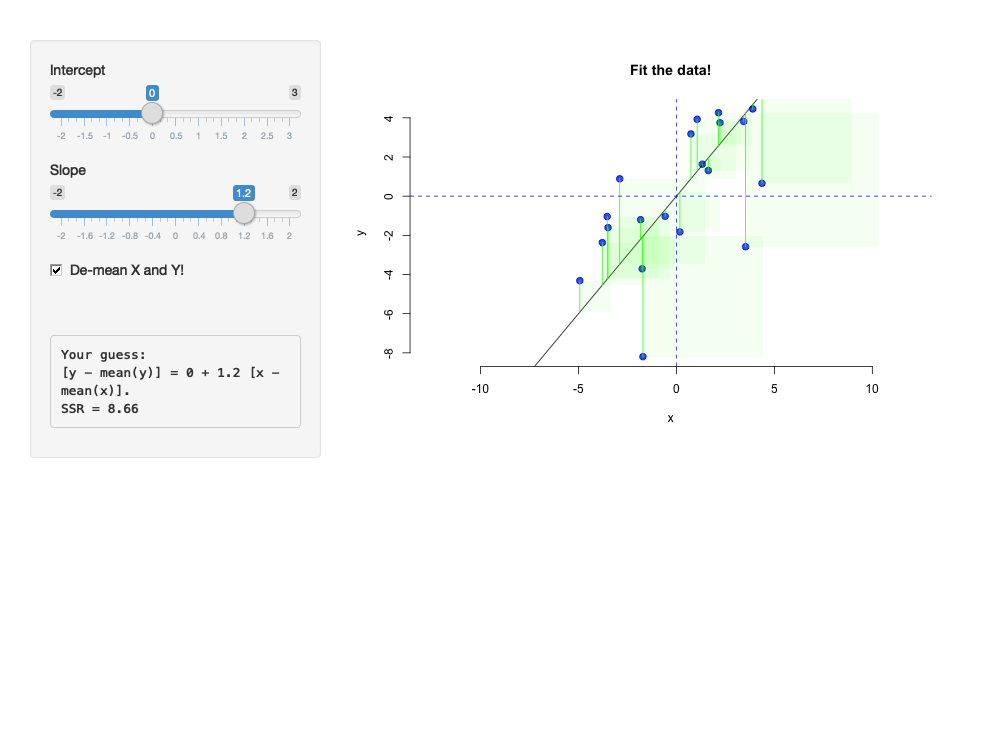 Intercept
-2 0 3
-2 -1.5 -1 -0.5 0 0.5 1 1.5 2 2.5 3
Slope
-2 1.2 2
-2 -1.6 -1.2 -0.8 -0.4 0 0.4 0.8 1.2 1.6 2
De-mean X and Y!
Your guess:
[y − mean(y)] = 0 + 1.2 [x −
mean(x)].
SSR = 8.66
Fit the data!
4
2
0
-2
-4
-6
-8
y
-10 -5 0 5 10
x